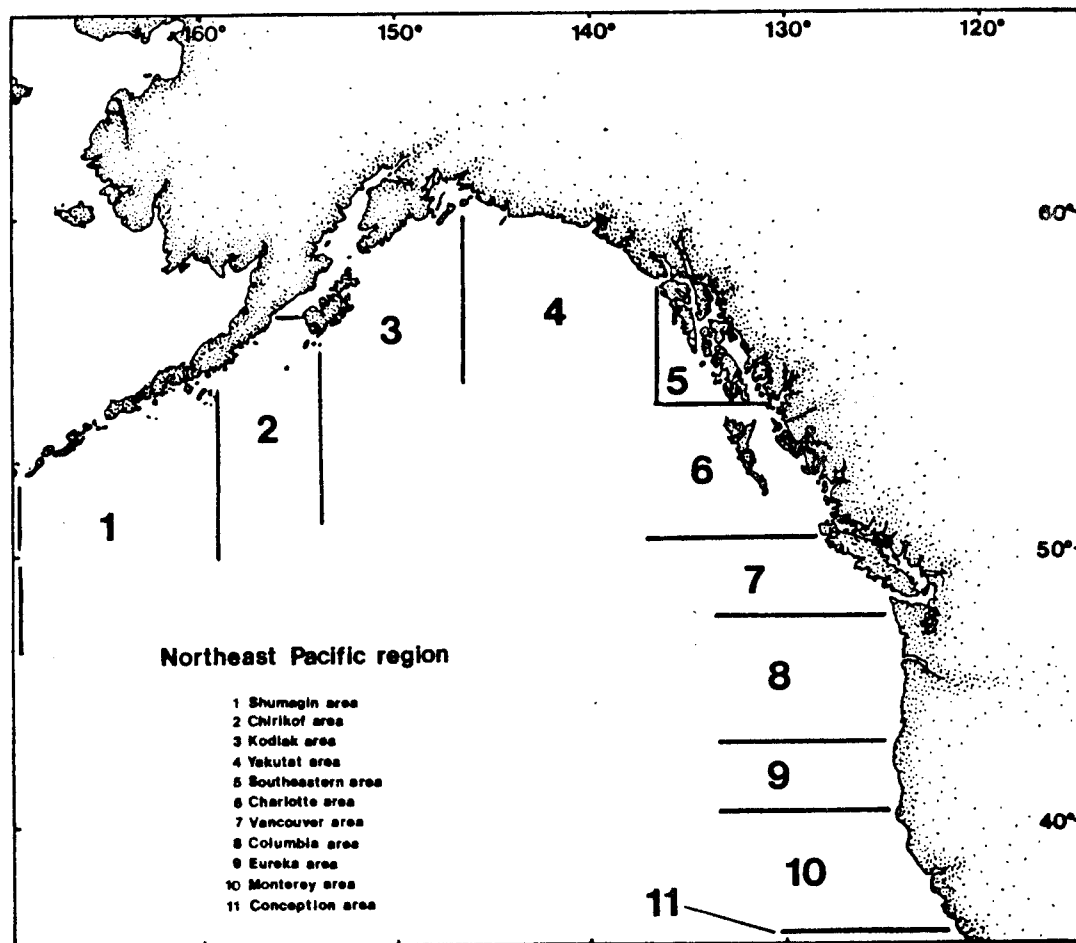 160° 150° 140° 130° 120°
60°
3 4
5
2
6
1
50°
7
Northeast Pacific region
8
1 Shumagin area
2 Chirikof area
3 Kodiak area
9
4 Yakutat area
5 Southeastern area
6 Charlotte area
7 Vancouver area
40°
8 Columbia area
9 Eureka area
10
10 Monterey area
11
11 Conception area